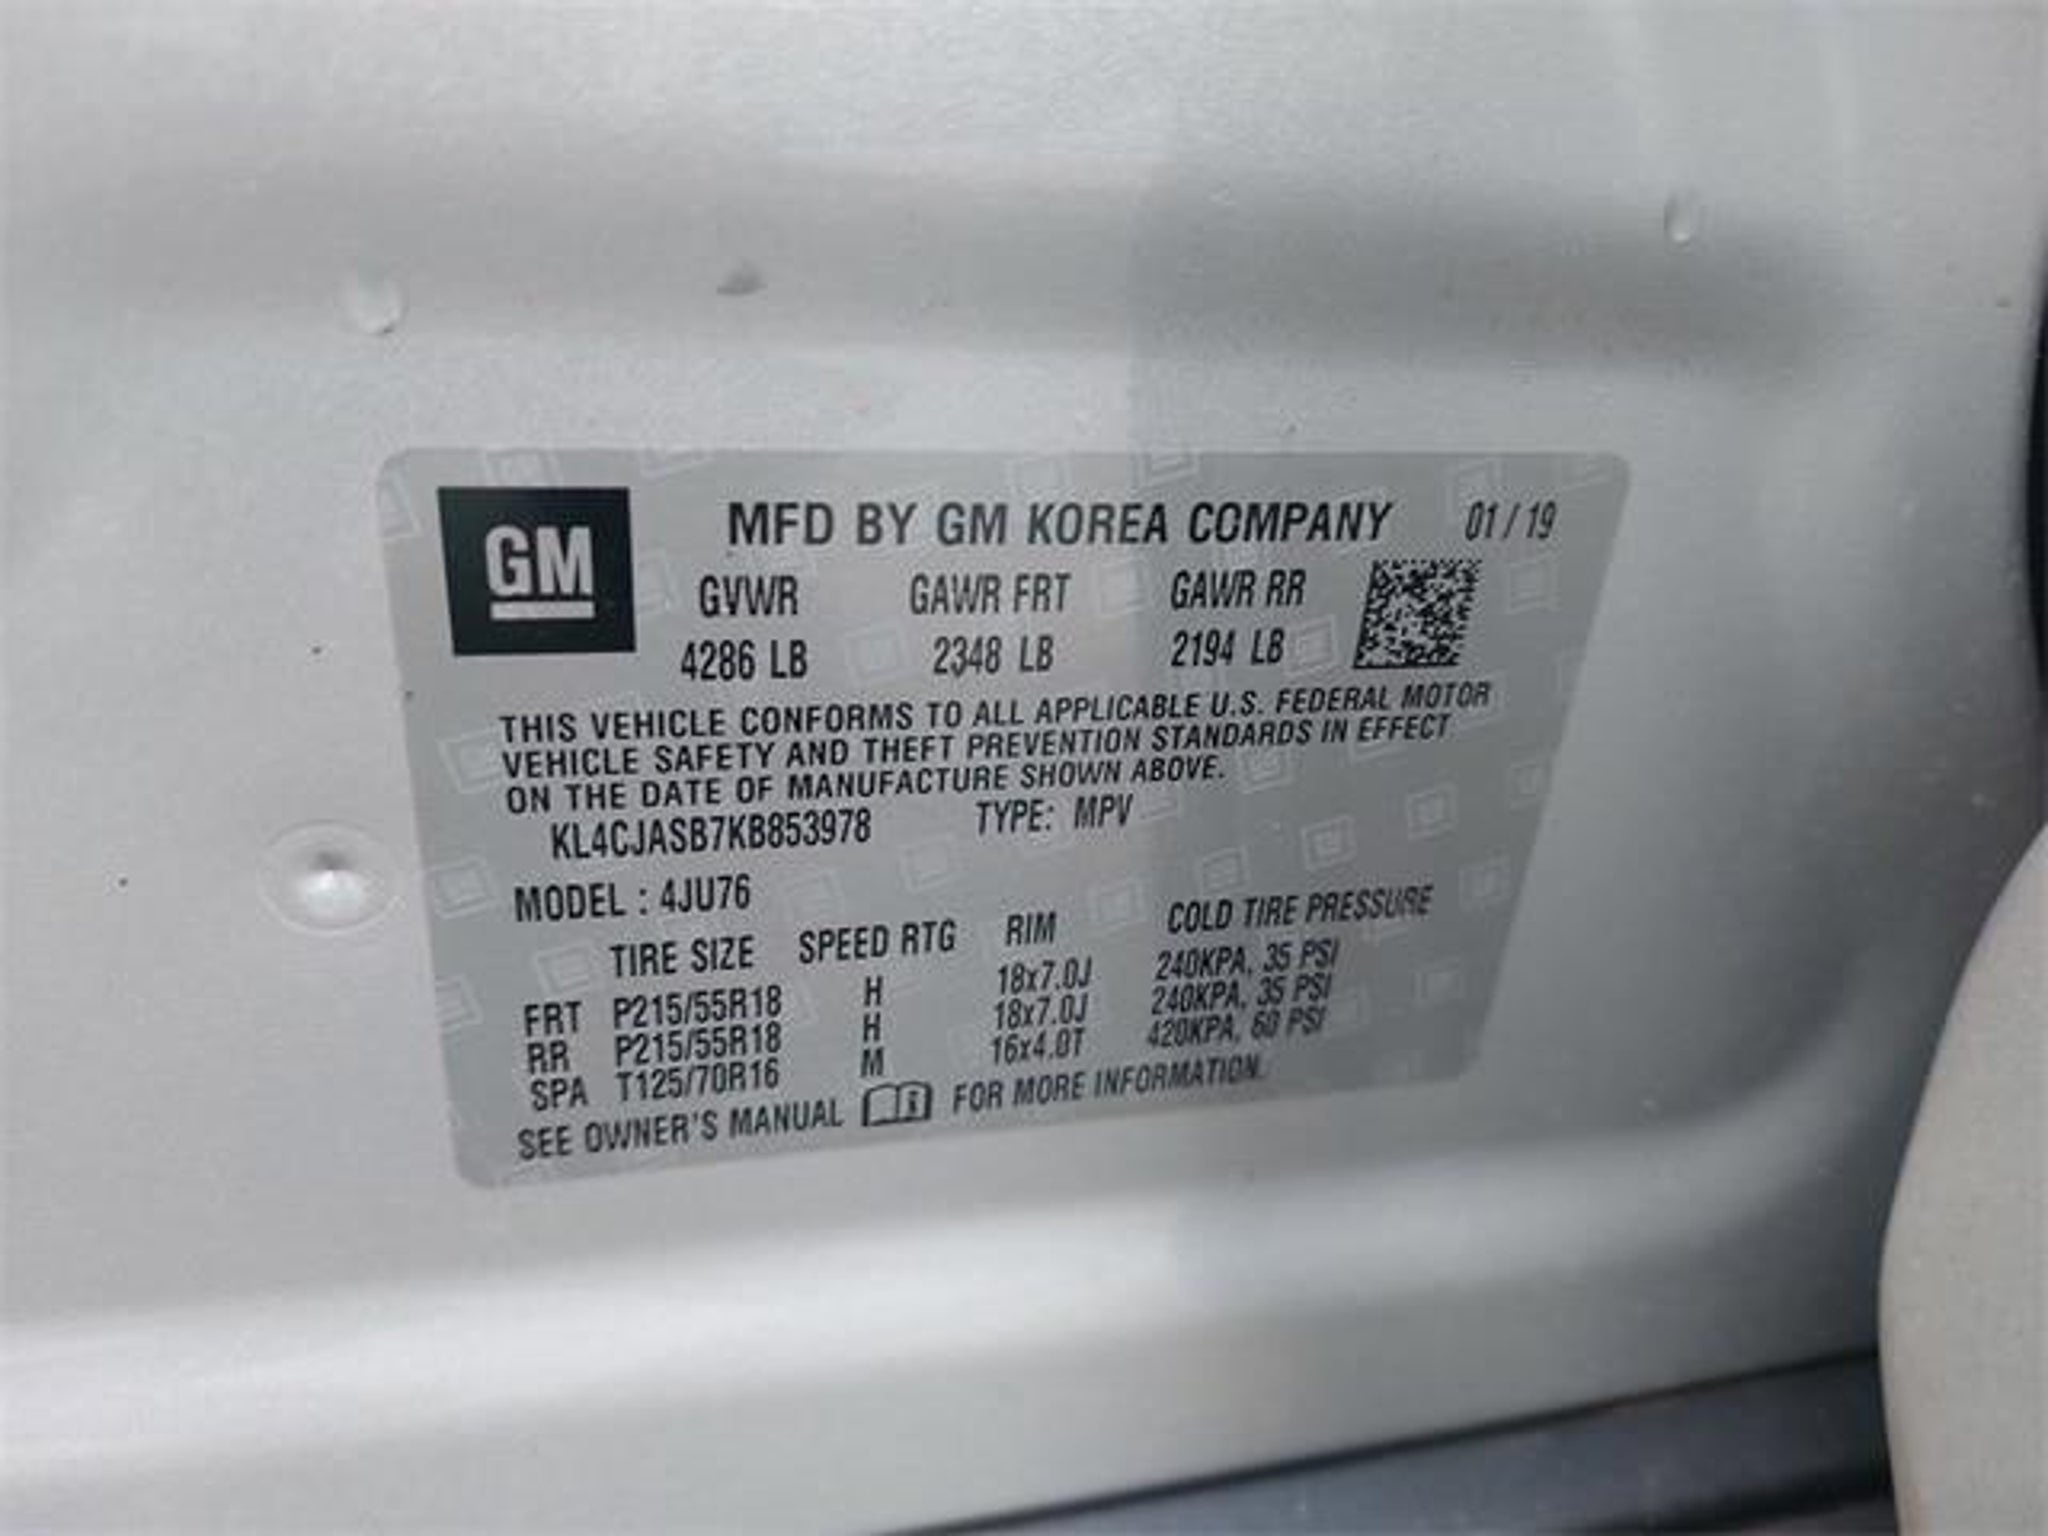 GM
MFD BY GM KOREA COMPANY 01/19
GVWR GAWR FRT GAWR RR
4286 LB 2348 LB 2194 LB
THIS VEHICLE CONFORMS TO ALL APPLICABLE U.S. FEDERAL MOTOR
VEHICLE SAFETY AND THEFT PREVENTION STANDARDS IN EFFECT
ON THE DATE OF MANUFACTURE SHOWN ABOVE.
KL4CJASB7KB853978 TYPE: MPV
MODEL : 4JU76
TIRE SIZE SPEED RTG RIM COLD TIRE PRESSURE
FRT P215/55R18 H 18x7.0J 240KPA, 35 PSI
RR P215/55R18 H 18x7.0J 240KPA, 35 PSI
SPA T125/70R16 M 16x4.0T 420KPA, 60 PSI
SEE OWNER'S MANUAL FOR MORE INFORMATION.